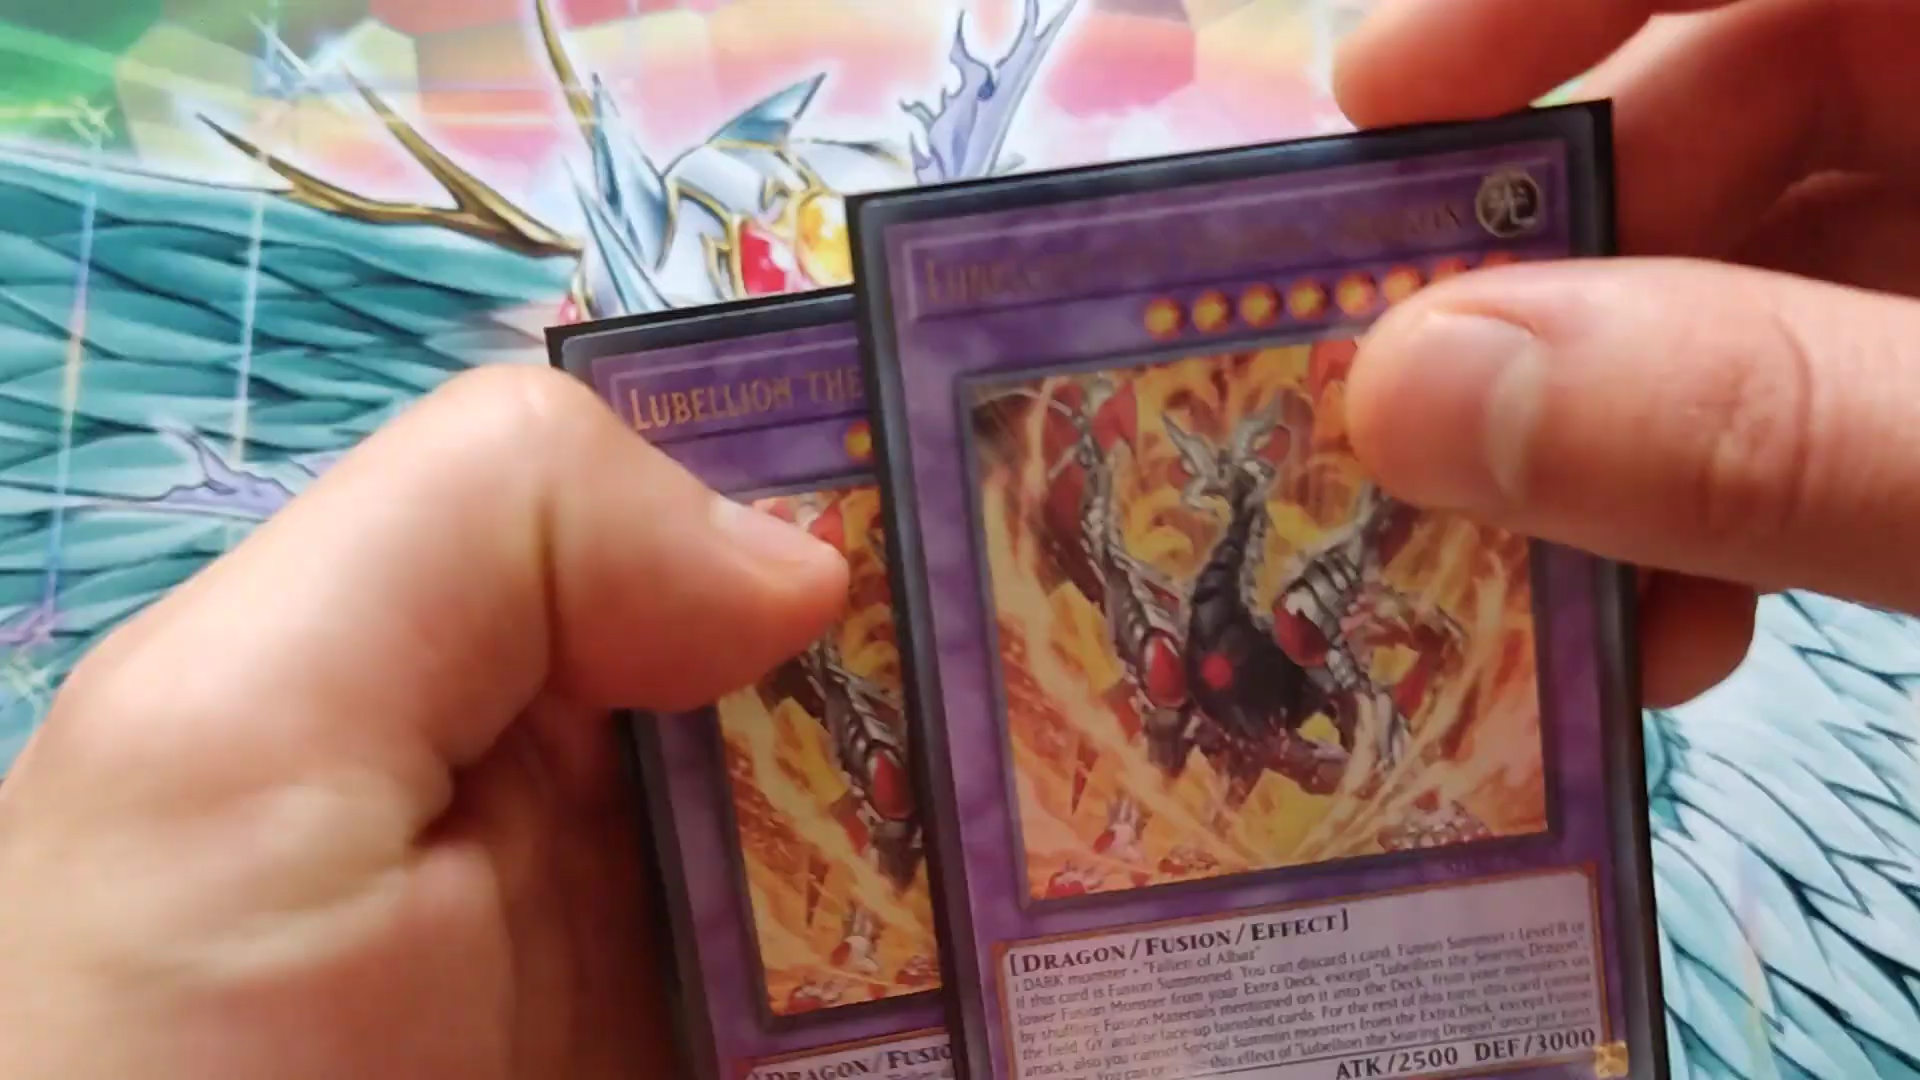 LUBELLION THE
[DRAGON/FUSION/EFFECT]
1 DARK monster + "Fallen of Albaz"
If this card is Fusion Summoned: You can discard 1 card; Fusion Summon 1 Level 8 or
lower Fusion Monster from your Extra Deck, except "Lubellion the Searing Dragon",
by shuffling Fusion Materials mentioned on it into the Deck, from your monsters on
the field, GY, and/or face-up banished cards. For the rest of this turn, this card cannot
attack, also you cannot Special Summon monsters from the Extra Deck, except Fusion
You can this effect of "Lubellion the Searing Dragon" once per turn.
ATK/2500 DEF/3000
DRAGON/FUSIO